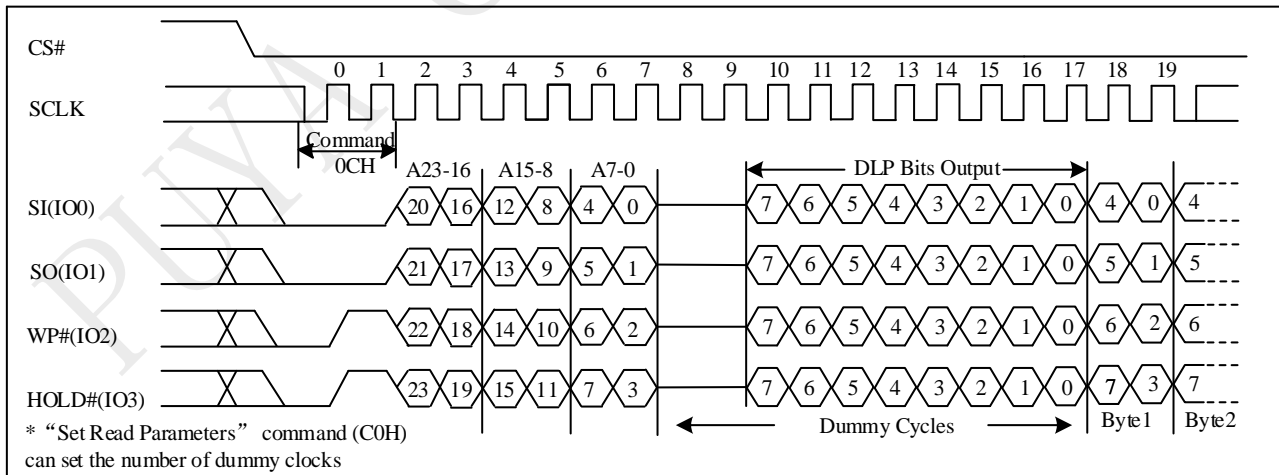 PUYA
CS#
0 1 2 3 4 5 6 7 8 9 10 11 12 13 14 15 16 17 18 19
SCLK
Command
0CH
A23-16 A15-8 A7-0 DLP Bits Output
SI(IO0) 20 16 12 8 4 0 7 6 5 4 3 2 1 0 4 0 4
SO(IO1) 21 17 13 9 5 1 7 6 5 4 3 2 1 0 5 1 5
WP#(IO2) 22 18 14 10 6 2 7 6 5 4 3 2 1 0 6 2 6
HOLD#(IO3) 23 19 15 11 7 3 7 6 5 4 3 2 1 0 7 3 7
Dummy Cycles Byte1 Byte2
* “Set Read Parameters” command (C0H)
can set the number of dummy clocks